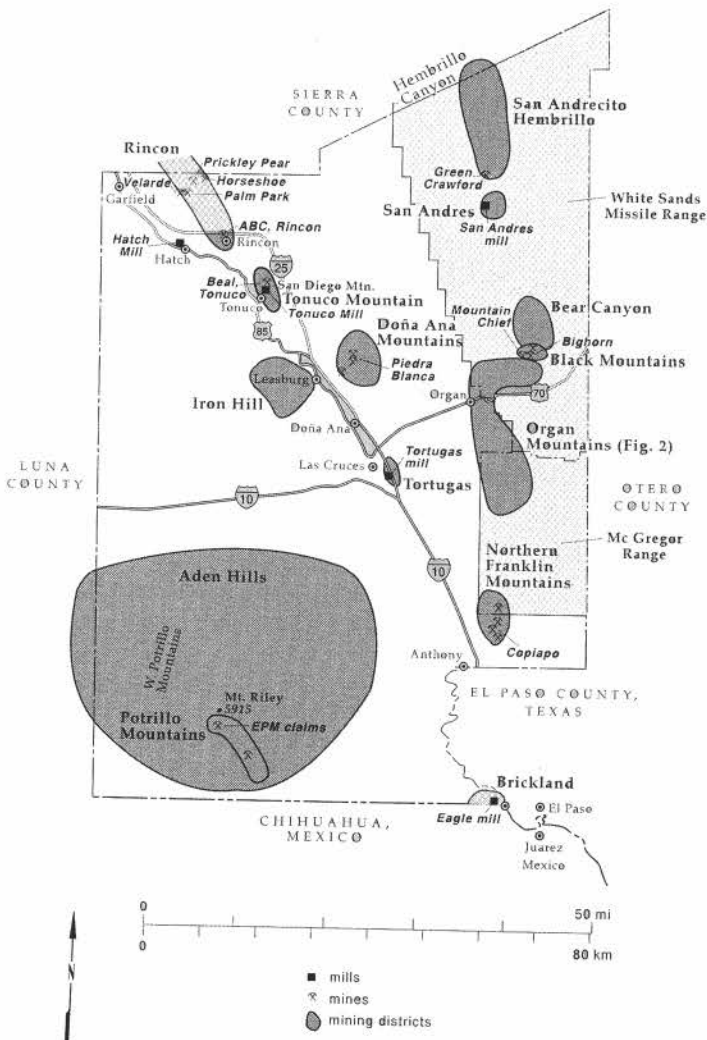 Hembrillo
Canyon
SIERRA
COUNTY
San Andrecito
Hembrillo
Rincon
Prickley Pear
Velarde
Horseshoe
Palm Park
Garfield
Green
Crawford
San Andres
San Andres
mill
White Sands
Missile Range
ABC, Rincon
Rincon
Hatch
Mill
Hatch
25
Beal,
Tonuco
San Diego Mtn.
Tonuco Mountain
Tonuco
Tonuco Mill
85
Doña Ana
Mountains
Piedra
Blanca
Mountain
Chief
Bear Canyon
Bighorn
Black Mountains
Leasburg
Iron Hill
Organ
70
Doña Ana
Organ
Mountains (Fig. 2)
Las Cruces
Tortugas
mill
Tortugas
LUNA
COUNTY
10
OTERO
COUNTY
Mc Gregor
Range
Northern
Franklin
Mountains
10
Aden Hills
W. Potrillo
Mountains
Copiapo
Anthony
Mt. Riley
5915
Potrillo
Mountains
EPM claims
EL PASO COUNTY,
TEXAS
Brickland
Eagle mill
El Paso
CHIHUAHUA,
MEXICO
Juarez
Mexico
0
50 mi
0
80 km
N
mills
mines
mining districts